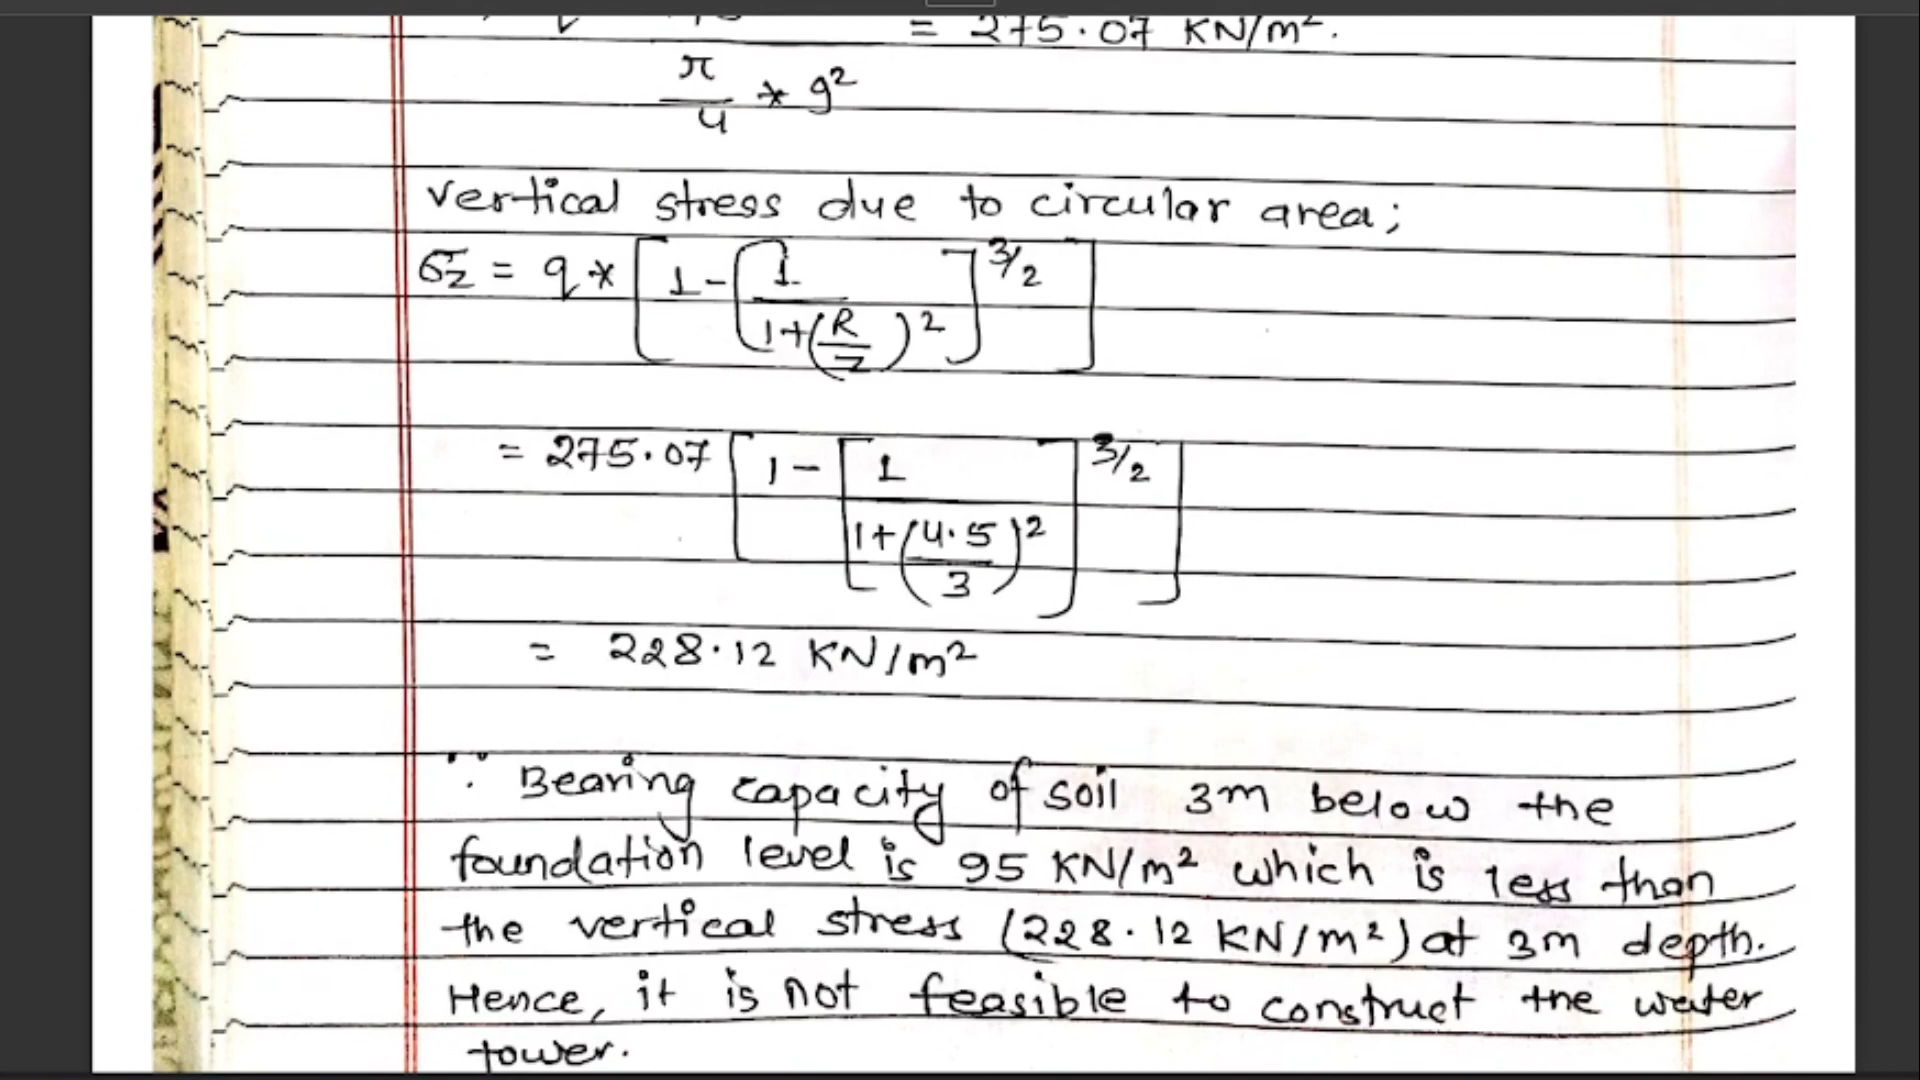 = 275.07 KN/m².
π/4 * 9²
vertical stress due to circular area;
σz = q * [1 - [1/(1+(R/z)²)]^3/2]
= 275.07 [1 - [1/(1+(4.5/3)²)]^3/2]
= 228.12 KN/m²
∵ Bearing capacity of soil 3m below the
foundation level is 95 KN/m² which is less than
the vertical stress (228.12 KN/m²) at 3m depth.
Hence, it is not feasible to construct the water
tower.